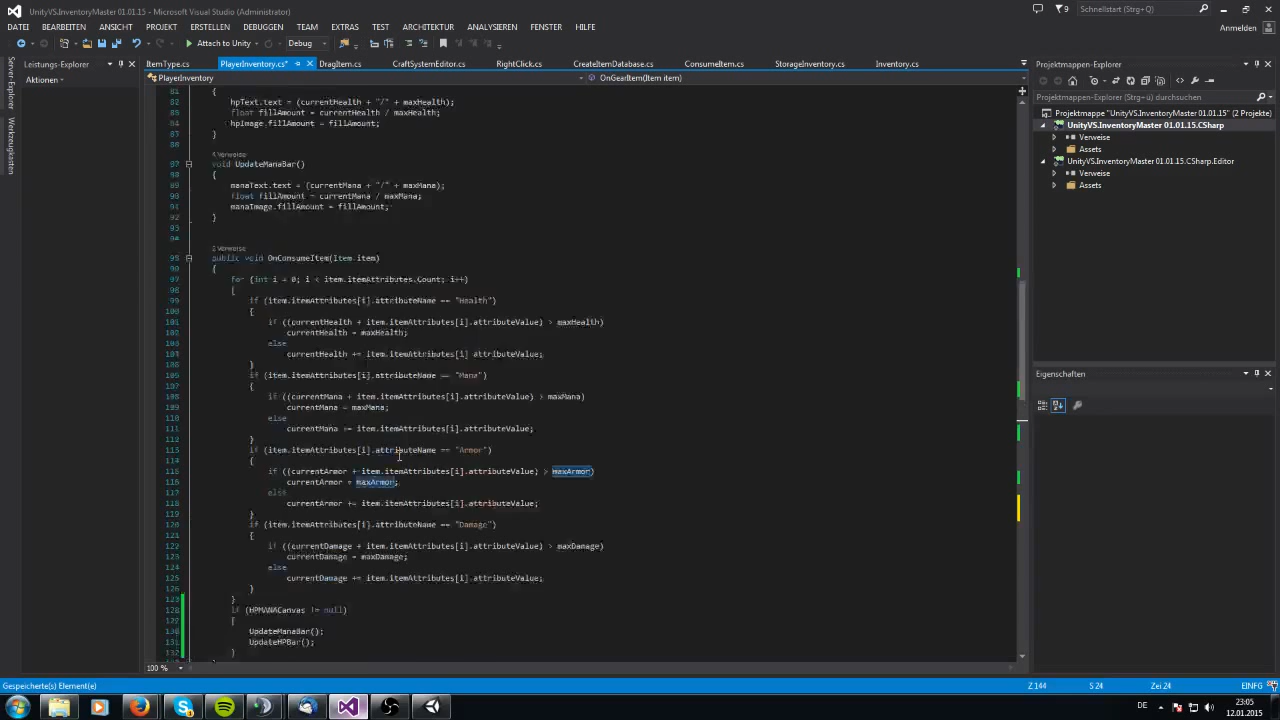 UnityVS.InventoryMaster - Microsoft Visual Studio (Administrator)
9
Schnellstart (Strg+Q)
DATEI BEARBEITEN ANSICHT PROJEKT ERSTELLEN DEBUGGEN TEAM EXTRAS TEST ARCHITEKTUR ANALYSIEREN FENSTER HILFE
Anmelden
Attach to Unity Debug
Server-Explorer
Werkzeugkasten
Leistungs-Explorer
Aktionen
ItemType.cs PlayerInventory.cs* DragItem.cs CraftSystemEditor.cs RightClick.cs CreateItemDatabase.cs ConsumeItem.cs StorageInventory.cs Inventory.cs
PlayerInventory OnGearItem(Item item)
{
hpText.text = (currentHealth + "/" + maxHealth);
float fillAmount = currentHealth / maxHealth;
hpImage.fillAmount = fillAmount;
}
4 Verweise
void UpdateManaBar()
{
manaText.text = (currentMana + "/" + maxMana);
float fillAmount = currentMana / maxMana;
manaImage.fillAmount = fillAmount;
}
public void OnConsumeItem(Item item)
{
for (int i = 0; i < item.itemAttributes.Count; i++)
{
if (item.itemAttributes[i].attributeName == "Health")
{
if ((currentHealth + item.itemAttributes[i].attributeValue) > maxHealth)
currentHealth = maxHealth;
else
currentHealth += item.itemAttributes[i].attributeValue;
}
if (item.itemAttributes[i].attributeName == "Mana")
{
if ((currentMana + item.itemAttributes[i].attributeValue) > maxMana)
currentMana = maxMana;
else
currentMana += item.itemAttributes[i].attributeValue;
}
if (item.itemAttributes[i].attributeName == "Armor")
{
if ((currentArmor + item.itemAttributes[i].attributeValue) > maxArmor)
currentArmor = maxArmor;
else
currentArmor += item.itemAttributes[i].attributeValue;
}
if (item.itemAttributes[i].attributeName == "Damage")
{
if ((currentDamage + item.itemAttributes[i].attributeValue) > maxDamage)
currentDamage = maxDamage;
else
currentDamage += item.itemAttributes[i].attributeValue;
}
}
if (HPMANACanvas != null)
{
UpdateManaBar();
UpdateHPBar();
}
100 %
Projektmappen-Explorer
Projektmappen-Explorer (Strg+ü) durchsuchen
Projektmappe "UnityVS.InventoryMaster 01.01.15" (2 Projekte)
UnityVS.InventoryMaster 01.01.15.CSharp
Verweise
Assets
UnityVS.InventoryMaster 01.01.15.CSharp.Editor
Verweise
Assets
Eigenschaften
Gespeicherte(s) Element(e) Z 144 S 24 Zei 24 EINFG
DE 23:05
12.01.2015